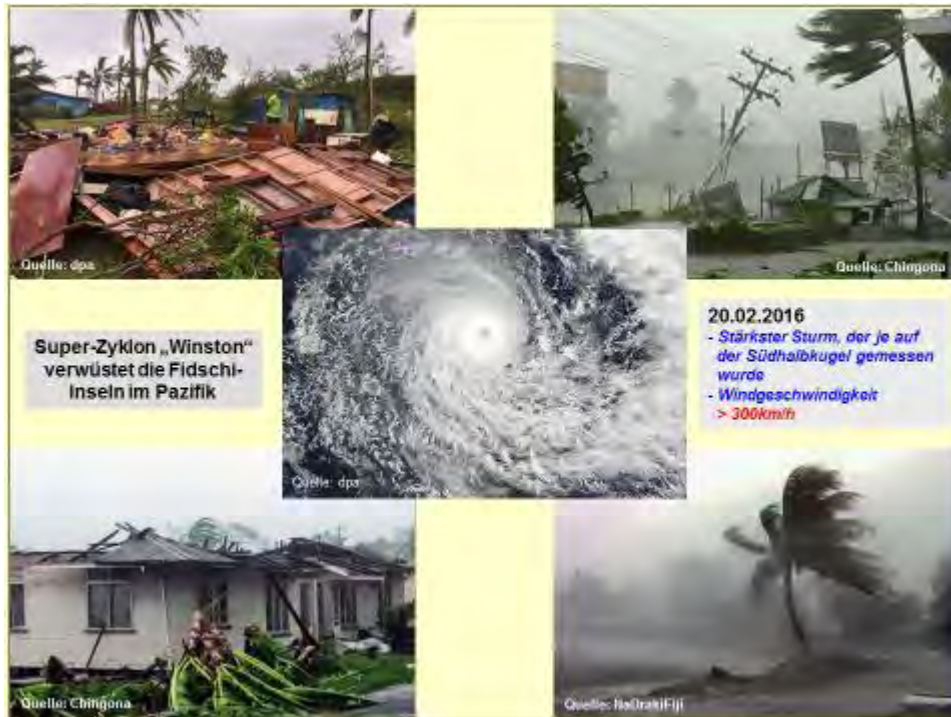 Quelle: dpa
Quelle: Chingona
Super-Zyklon „Winston“
verwüstet die Fidschi-
Inseln im Pazifik
Quelle: dpa
20.02.2016
- Stärkster Sturm, der je auf
der Südhalbkugel gemessen
wurde
- Windgeschwindigkeit
> 300km/h
Quelle: Chingona
Quelle: NaDrakiFiji